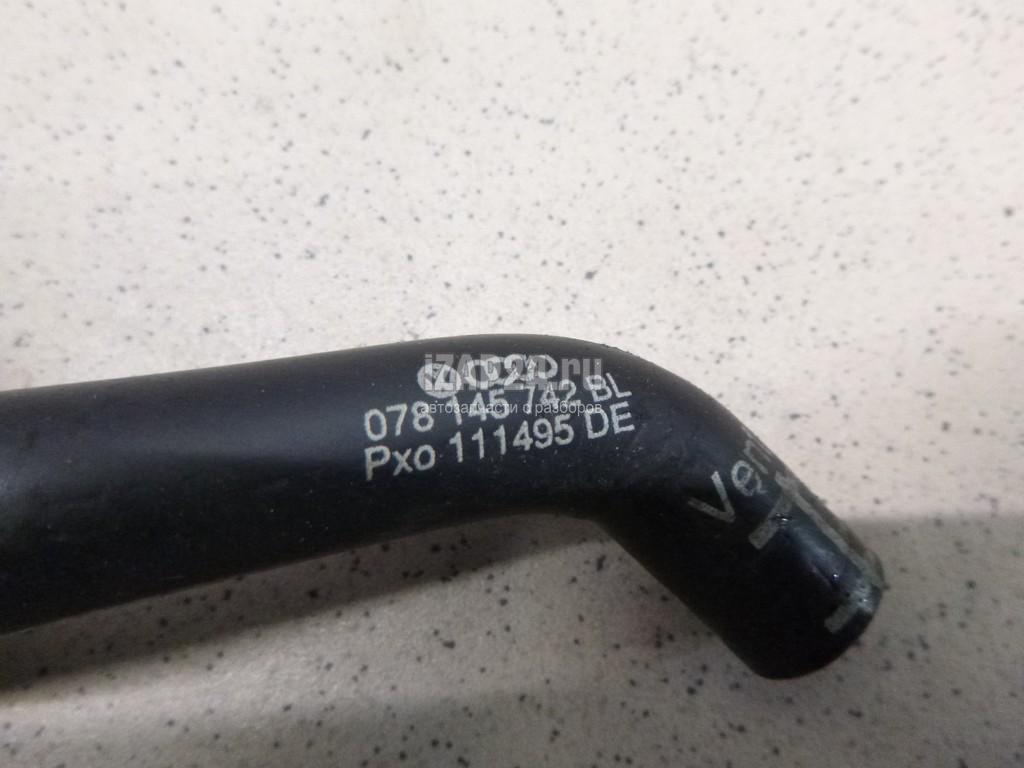 iZAP24.ru
078 145 742 BL
автозапчасти с разборов
Pxo 111495 DE